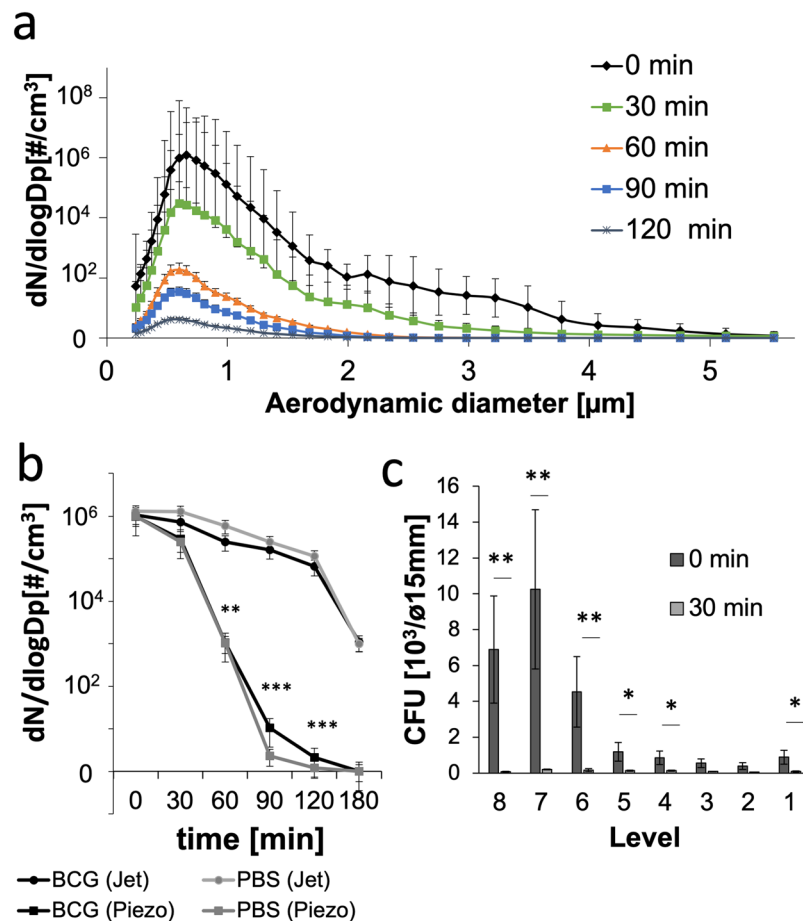 a
dN/dlogDp[#/cm³]
10⁸
10⁶
10⁴
10²
0
0 min
30 min
60 min
90 min
120 min
0 1 2 3 4 5
Aerodynamic diameter [µm]
b
dN/dlogDp[#/cm³]
10⁶
10⁴
10²
0
**
***
***
0 30 60 90 120 180
time [min]
BCG (Jet) PBS (Jet)
BCG (Piezo) PBS (Piezo)
c
CFU [10³/ø15mm]
16
14
12
10
8
6
4
2
0
**
**
**
*
*
*
0 min
30 min
8 7 6 5 4 3 2 1
Level